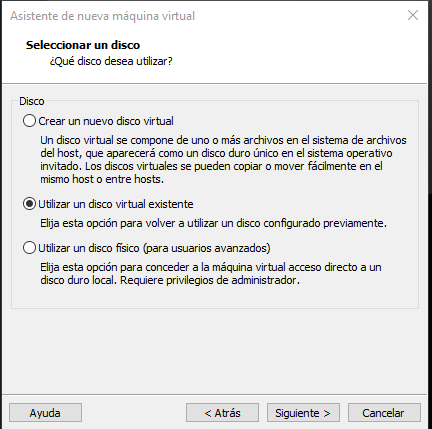 Asistente de nueva máquina virtual
Seleccionar un disco
¿Qué disco desea utilizar?
Disco
Crear un nuevo disco virtual
Un disco virtual se compone de uno o más archivos en el sistema de archivos
del host, que aparecerá como un disco duro único en el sistema operativo
invitado. Los discos virtuales se pueden copiar o mover fácilmente en el
mismo host o entre hosts.
Utilizar un disco virtual existente
Elija esta opción para volver a utilizar un disco configurado previamente.
Utilizar un disco físico (para usuarios avanzados)
Elija esta opción para conceder a la máquina virtual acceso directo a un
disco duro local. Requiere privilegios de administrador.
Ayuda
< Atrás
Siguiente >
Cancelar